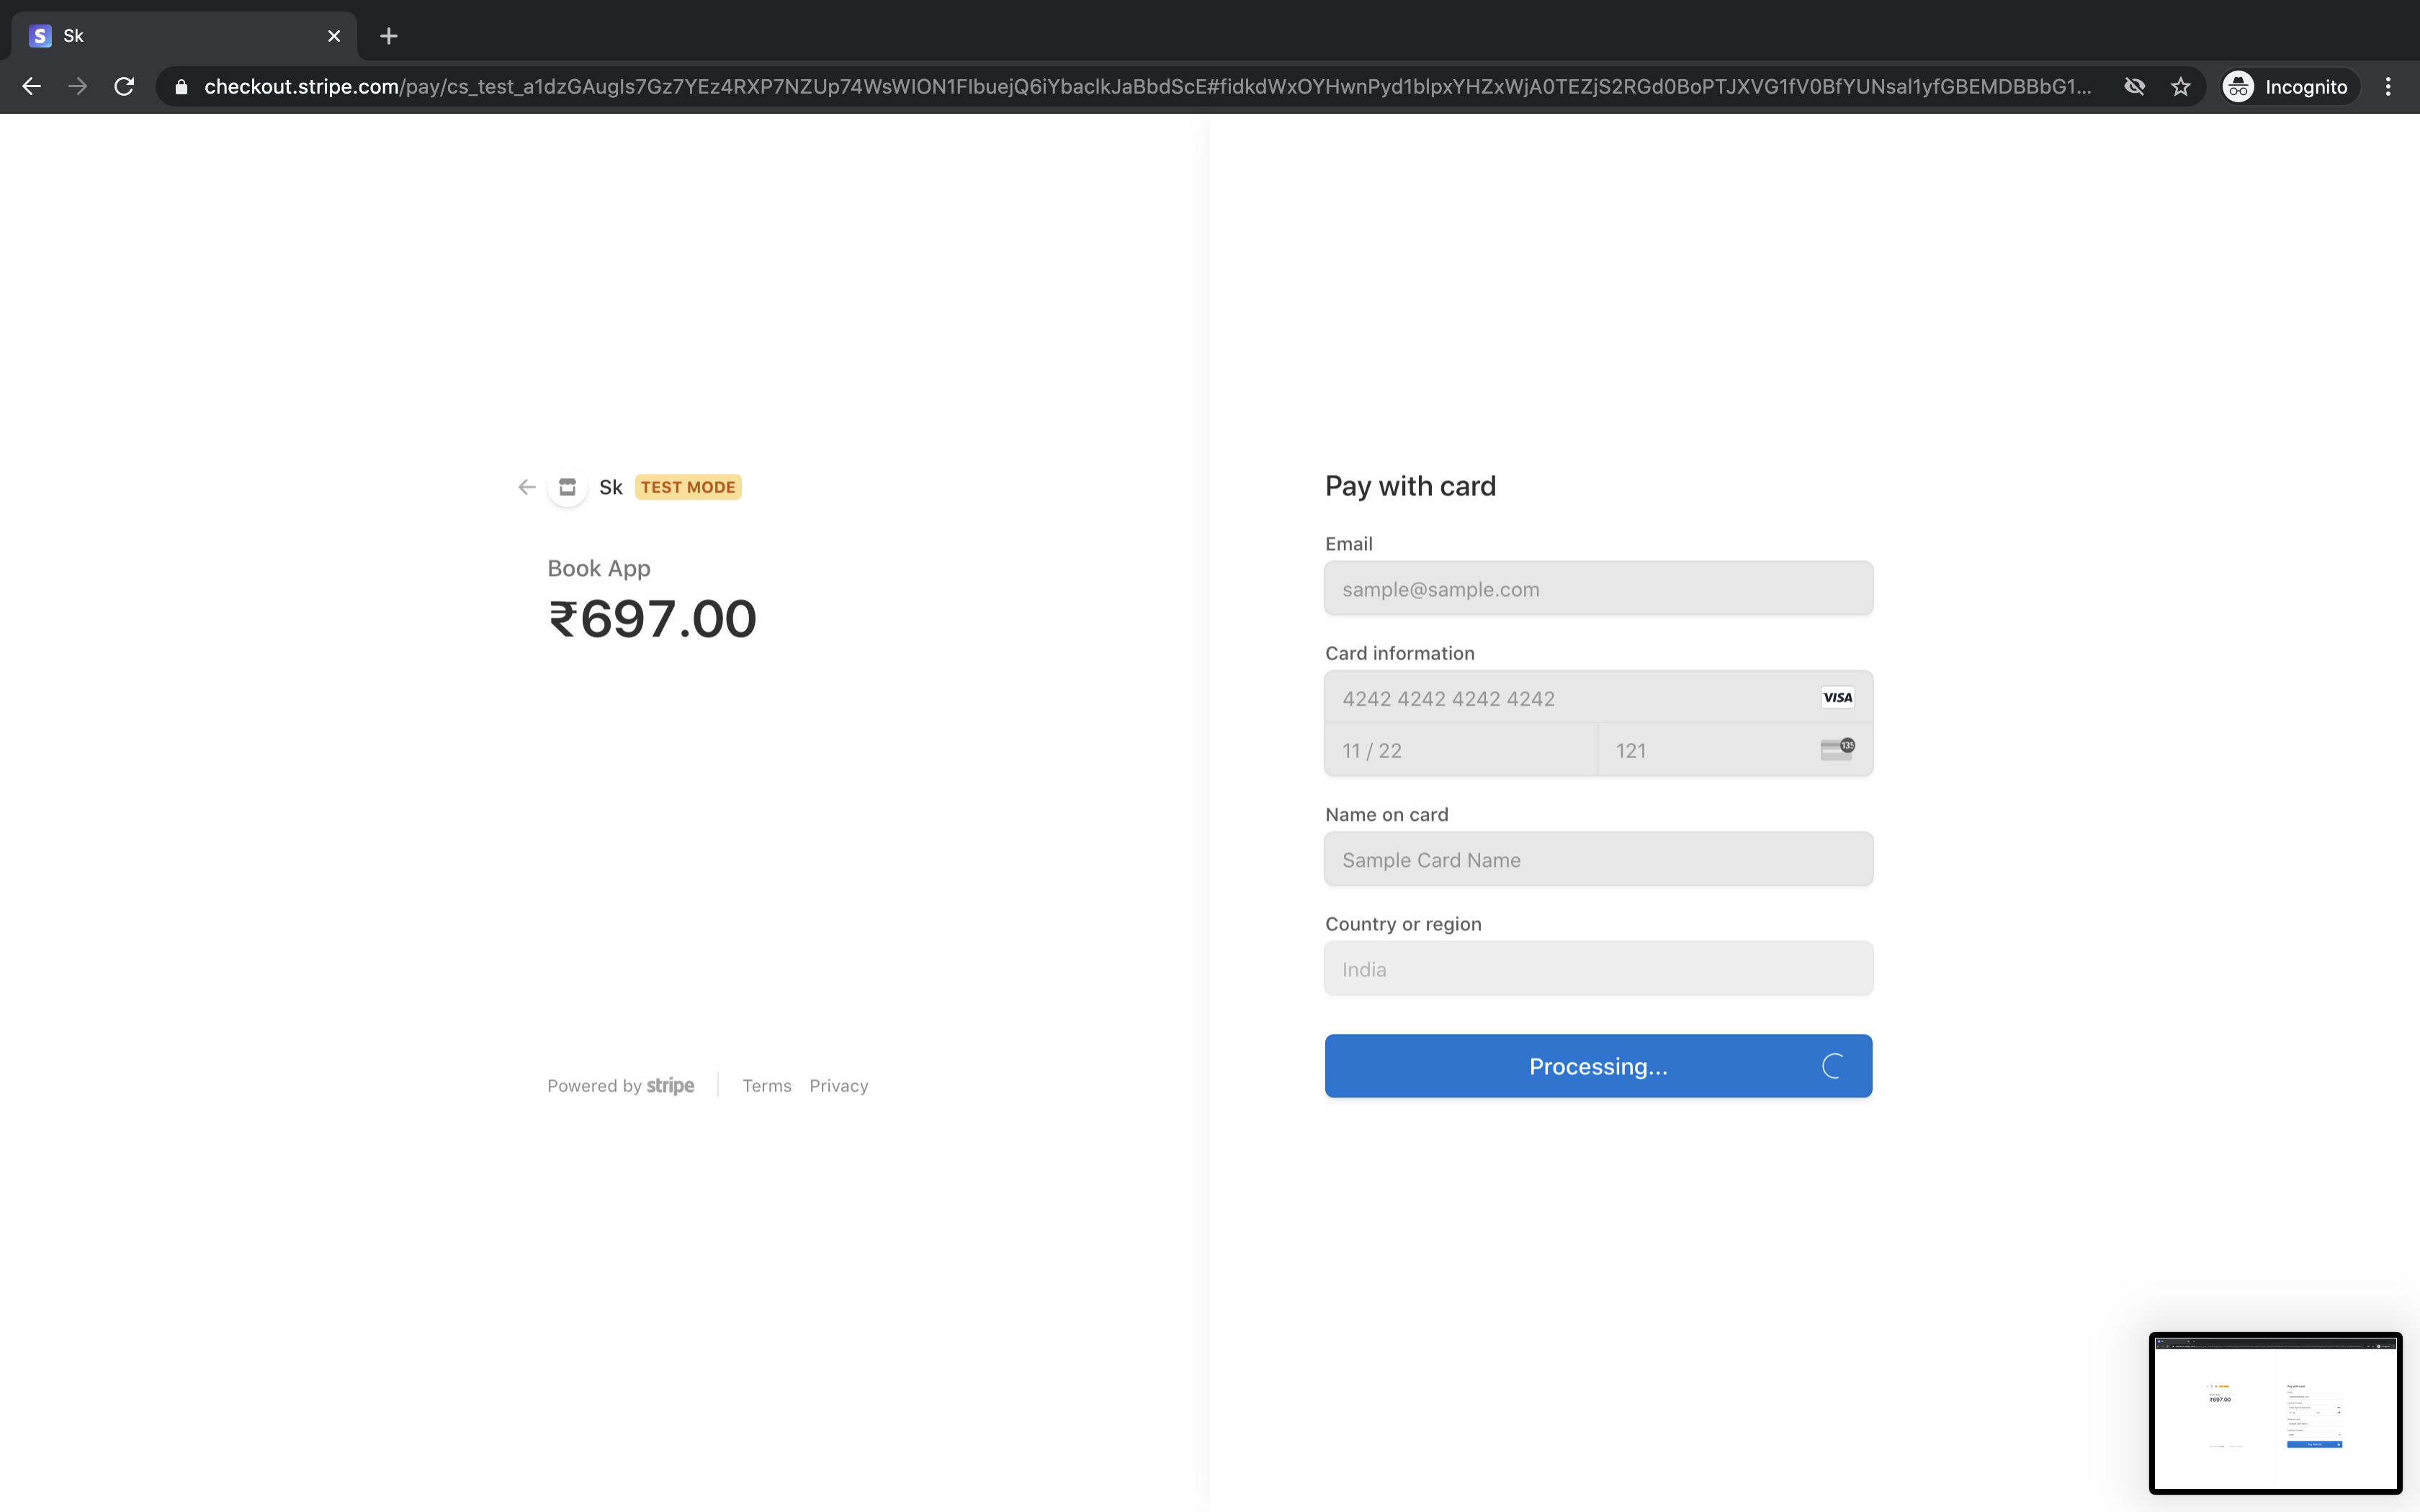 Sk
checkout.stripe.com/pay/cs_test_a1dzGAugIs7Gz7YEz4RXP7NZUp74WsWION1FIbuejQ6iYbaclkJaBbdScE#fidkdWxOYHwnPyd1blpxYHZxWjA0TEZjS2RGd0BoPTJXVG1fV0BfYUNsal1yfGBEMDBBbG1...
Incognito
Sk TEST MODE
Book App
₹697.00
Powered by stripe
Terms Privacy
Pay with card
Email
sample@sample.com
Card information
4242 4242 4242 4242 VISA
11 / 22 121 135
Name on card
Sample Card Name
Country or region
India
Processing...